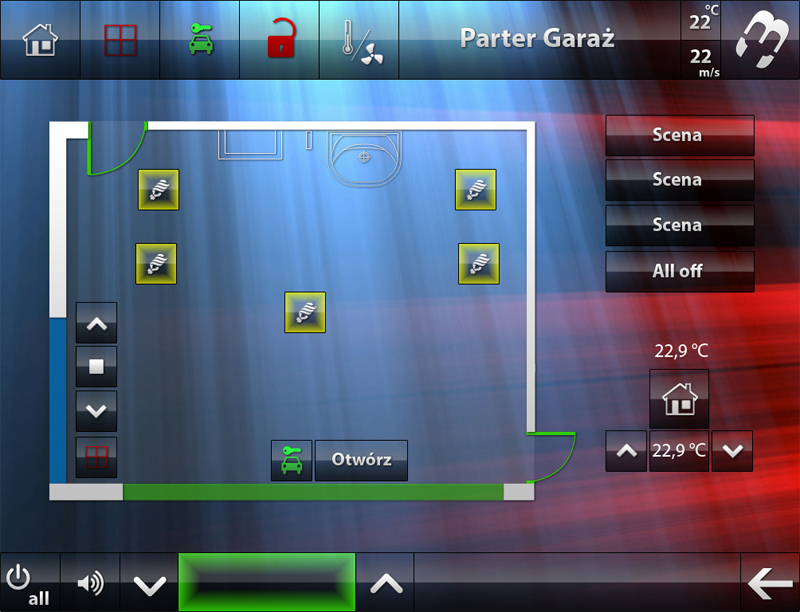 Parter Garaż
22 °C
22
m/s
Scena
Scena
Scena
All off
22,9 °C
22,9 °C
Otwórz
all